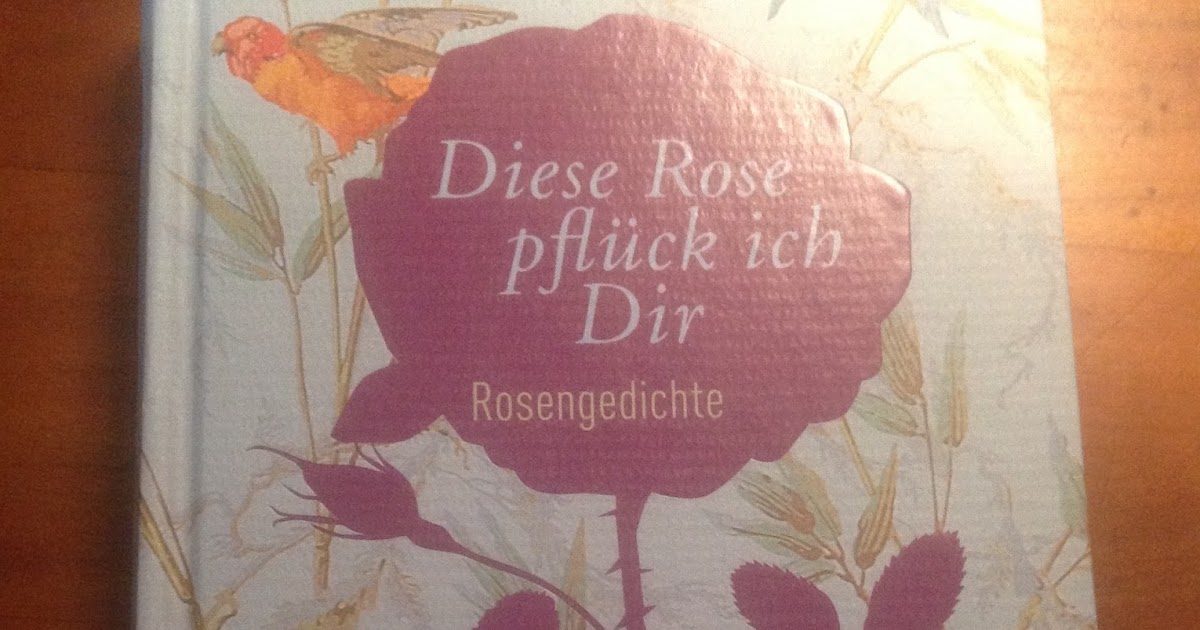 Diese Rose
pflück ich
Dir
Rosengedichte